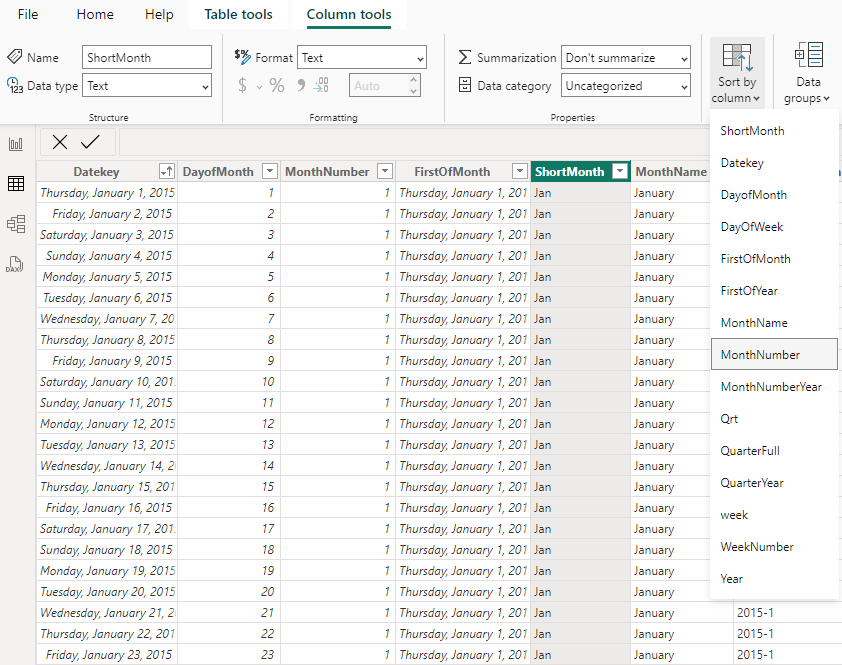 File Home Help Table tools Column tools
Name ShortMonth $% Format Text Σ Summarization Don't summarize Sort by column Data groups
123 Data type Text $ % 9 .00 Auto Data category Uncategorized
Structure Formatting Properties
ShortMonth
Datekey
DayofMonth
DayOfWeek
FirstOfMonth
FirstOfYear
MonthName
MonthNumber
MonthNumberYear
Qrt
QuarterFull
QuarterYear
week
WeekNumber
Year
DAX
Datekey DayofMonth MonthNumber FirstOfMonth ShortMonth MonthName
Thursday, January 1, 2015 1 1 Thursday, January 1, 201 Jan January
Friday, January 2, 2015 2 1 Thursday, January 1, 201 Jan January
Saturday, January 3, 2015 3 1 Thursday, January 1, 201 Jan January
Sunday, January 4, 2015 4 1 Thursday, January 1, 201 Jan January
Monday, January 5, 2015 5 1 Thursday, January 1, 201 Jan January
Tuesday, January 6, 2015 6 1 Thursday, January 1, 201 Jan January
Wednesday, January 7, 20 7 1 Thursday, January 1, 201 Jan January
Thursday, January 8, 2015 8 1 Thursday, January 1, 201 Jan January
Friday, January 9, 2015 9 1 Thursday, January 1, 201 Jan January
Saturday, January 10, 201 10 1 Thursday, January 1, 201 Jan January
Sunday, January 11, 2015 11 1 Thursday, January 1, 201 Jan January
Monday, January 12, 2015 12 1 Thursday, January 1, 201 Jan January
Tuesday, January 13, 2015 13 1 Thursday, January 1, 201 Jan January
Wednesday, January 14, 2 14 1 Thursday, January 1, 201 Jan January
Thursday, January 15, 201 15 1 Thursday, January 1, 201 Jan January
Friday, January 16, 2015 16 1 Thursday, January 1, 201 Jan January
Saturday, January 17, 201 17 1 Thursday, January 1, 201 Jan January
Sunday, January 18, 2015 18 1 Thursday, January 1, 201 Jan January
Monday, January 19, 2015 19 1 Thursday, January 1, 201 Jan January
Tuesday, January 20, 2015 20 1 Thursday, January 1, 201 Jan January
Wednesday, January 21, 2 21 1 Thursday, January 1, 201 Jan January 2015-1
Thursday, January 22, 201 22 1 Thursday, January 1, 201 Jan January 2015-1
Friday, January 23, 2015 23 1 Thursday, January 1, 201 Jan January 2015-1